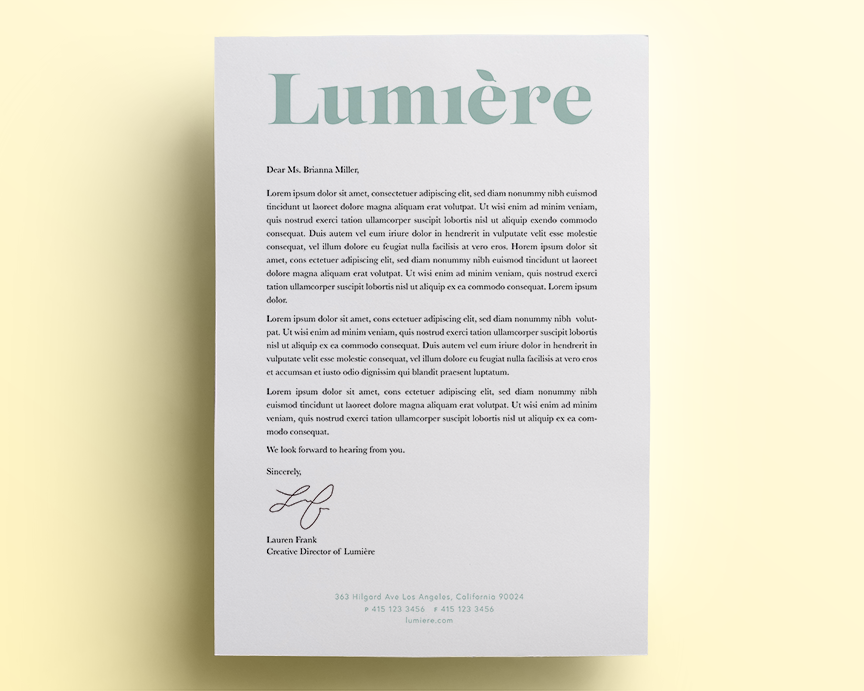 Lumière
Dear Ms. Brianna Miller,
Lorem ipsum dolor sit amet, consectetuer adipiscing elit, sed diam nonummy nibh euismod
tincidunt ut laoreet dolore magna aliquam erat volutpat. Ut wisi enim ad minim veniam,
quis nostrud exerci tation ullamcorper suscipit lobortis nisl ut aliquip exendo commodo
consequat. Duis autem vel eum iriure dolor in hendrerit in vulputate velit esse molestie
consequat, vel illum dolore eu feugiat nulla facilisis at vero eros. Horem ipsum dolor sit
amet, cons ectetuer adipiscing elit, sed diam nonummy nibh euismod tincidunt ut laoreet
dolore magna aliquam erat volutpat. Ut wisi enim ad minim veniam, quis nostrud exerci
tation ullamcorper suscipit lobortis nisl ut aliquip ex ea commodo consequat. Lorem ipsum
dolor.
Lorem ipsum dolor sit amet, cons ectetuer adipiscing elit, sed diam nonummy nibh volut-
pat. Ut wisi enim ad minim veniam, quis nostrud exerci tation ullamcorper suscipit lobortis
nisl ut aliquip ex ea commodo consequat. Duis autem vel eum iriure dolor in hendrerit in
vulputate velit esse molestie consequat, vel illum dolore eu feugiat nulla facilisis at vero eros
et accumsan et iusto odio dignissim qui blandit praesent luptatum.
Lorem ipsum dolor sit amet, cons ectetuer adipiscing elit, sed diam nonummy nibh
euismod tincidunt ut laoreet dolore magna aliquam erat volutpat. Ut wisi enim ad minim
veniam, quis nostrud exerci tation ullamcorper suscipit lobortis nisl ut aliquip ex ea com-
modo consequat.
We look forward to hearing from you.
Sincerely,
Lauren Frank
Creative Director of Lumière
363 Hilgard Ave Los Angeles, California 90024
P 415 123 3456 F 415 123 3456
lumiere.com